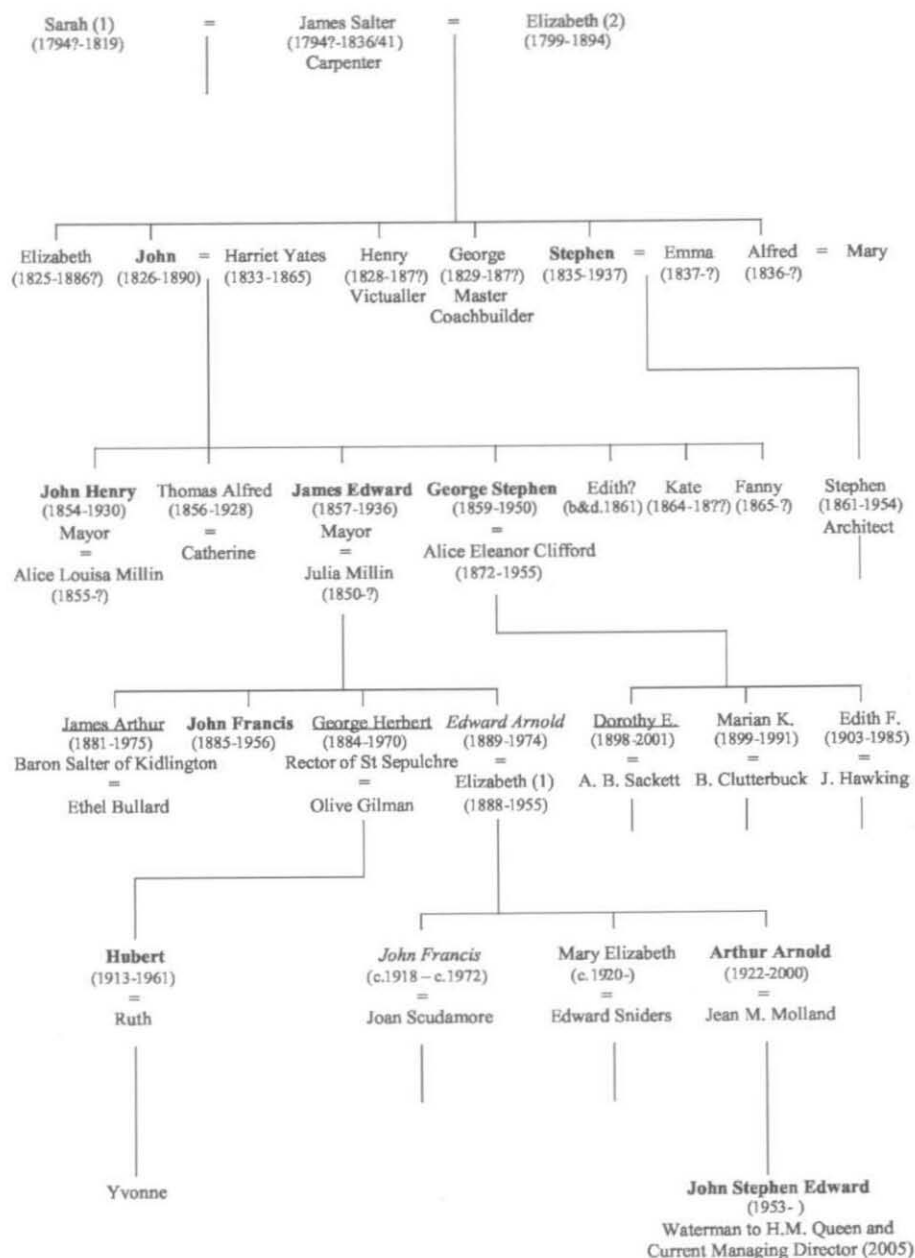 Sarah (1) = James Salter = Elizabeth (2)
(1794?-1819) (1794?-1836/41) (1799-1894)
Carpenter
Elizabeth John = Harriet Yates Henry George Stephen = Emma Alfred = Mary
(1825-1886?) (1826-1890) (1833-1865) (1828-187?) (1829-187?) (1835-1937) (1837-?) (1836-?)
Victualler Master
Coachbuilder
John Henry Thomas Alfred James Edward George Stephen Edith? Kate Fanny Stephen
(1854-1930) (1856-1928) (1857-1936) (1859-1950) (b&d.1861) (1864-18??) (1865-?) (1861-1954)
Mayor = Mayor = Architect
= Catherine = Alice Eleanor Clifford
Alice Louisa Millin Julia Millin (1872-1955)
(1855-?) (1850-?)
James Arthur John Francis George Herbert Edward Arnold Dorothy E. Marian K. Edith F.
(1881-1975) (1885-1956) (1884-1970) (1889-1974) (1898-2001) (1899-1991) (1903-1985)
Baron Salter of Kidlington Rector of St Sepulchre = = = =
= = Elizabeth (1) A. B. Sackett B. Clutterbuck J. Hawking
Ethel Bullard Olive Gilman (1888-1955)
Hubert John Francis Mary Elizabeth Arthur Arnold
(1913-1961) (c.1918 – c.1972) (c.1920-) (1922-2000)
= = = =
Ruth Joan Scudamore Edward Sniders Jean M. Molland
Yvonne John Stephen Edward
(1953- )
Waterman to H.M. Queen and
Current Managing Director (2005)